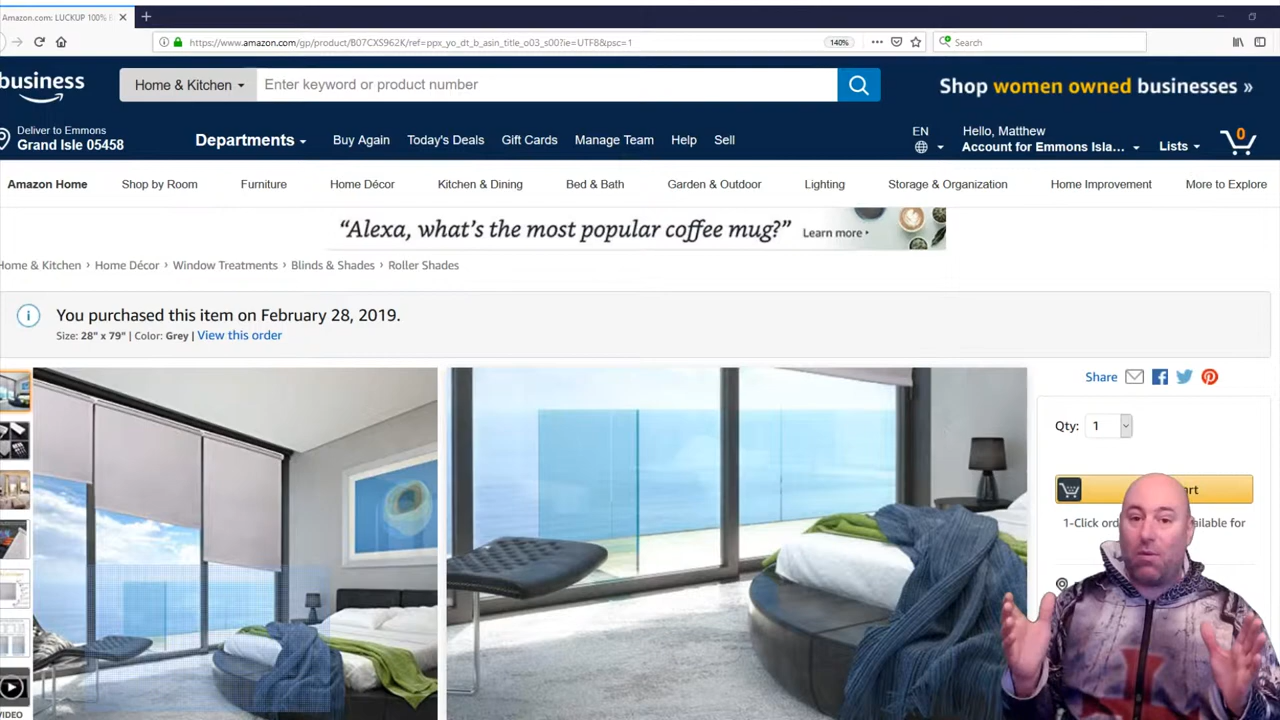 Amazon.com: LUCKUP 100%
https://www.amazon.com/gp/product/B07CXS962K/ref=ppx_yo_dt_b_asin_title_o03_s00?ie=UTF8&psc=1
140%
Search
business
Home & Kitchen
Enter keyword or product number
Shop women owned businesses »
Deliver to Emmons
Grand Isle 05458
Departments
Buy Again
Today's Deals
Gift Cards
Manage Team
Help
Sell
EN
Hello, Matthew
Account for Emmons Isla...
Lists
0
Amazon Home
Shop by Room
Furniture
Home Décor
Kitchen & Dining
Bed & Bath
Garden & Outdoor
Lighting
Storage & Organization
Home Improvement
More to Explore
“Alexa, what’s the most popular coffee mug?” Learn more
Home & Kitchen › Home Décor › Window Treatments › Blinds & Shades › Roller Shades
You purchased this item on February 28, 2019.
Size: 28" x 79" | Color: Grey | View this order
Share
Qty: 1
1-Click
for
VIDEO